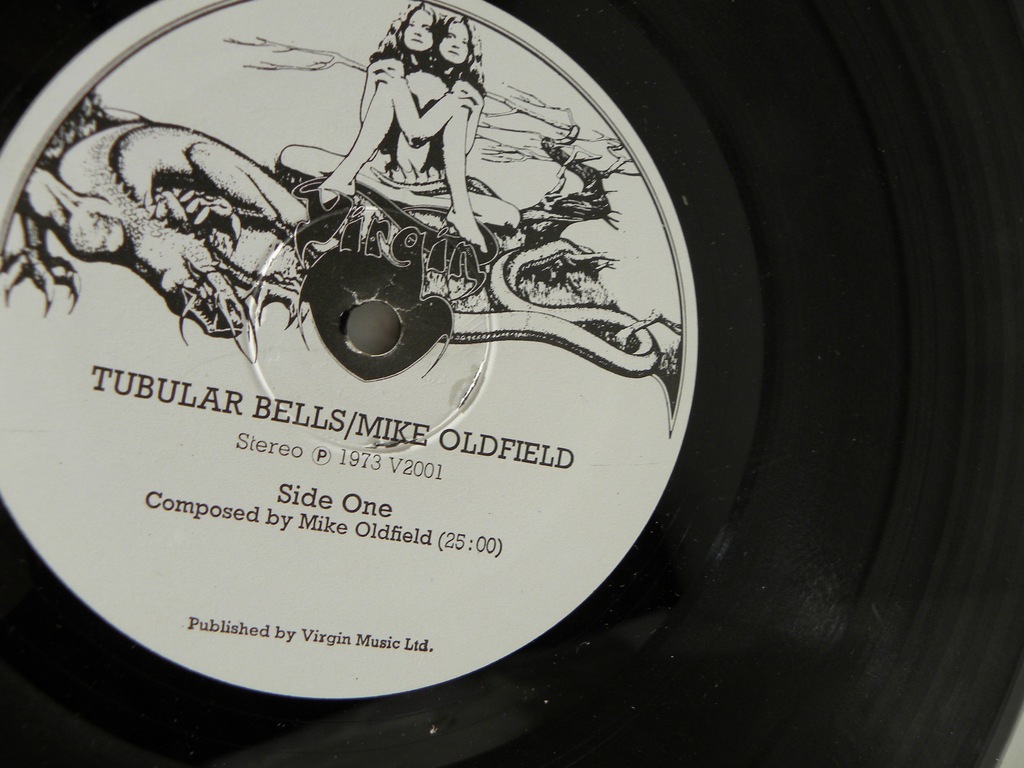 Virgin
TUBULAR BELLS/MIKE OLDFIELD
Stereo Ⓟ 1973 V2001
Side One
Composed by Mike Oldfield (25:00)
Published by Virgin Music Ltd.